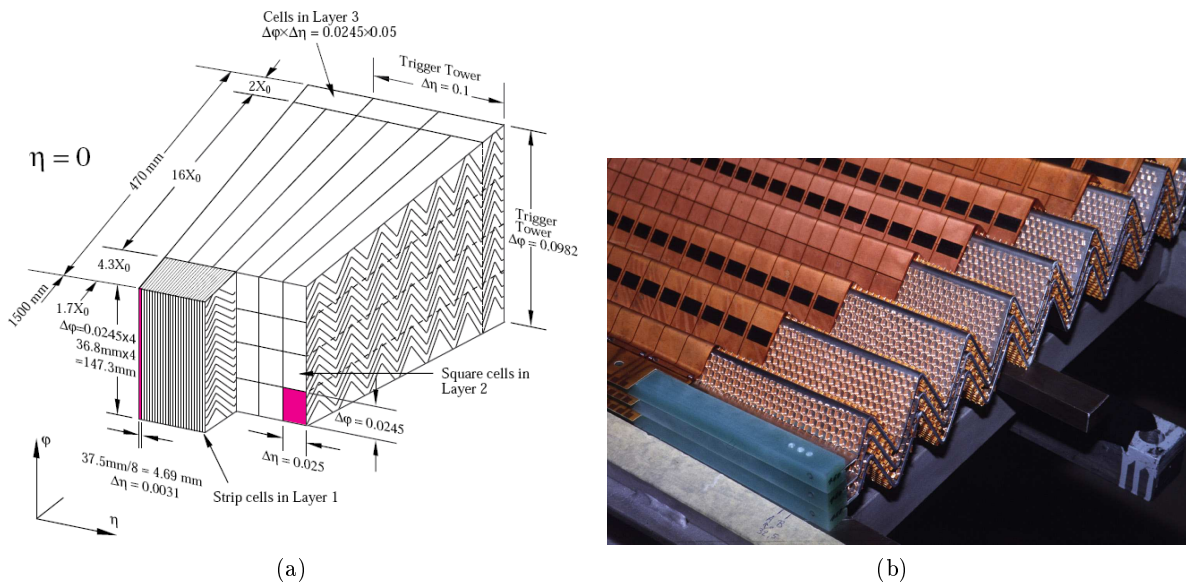 Cells in Layer 3
Δφ×Δη = 0.0245×0.05
Trigger Tower
Δη = 0.1
2X₀
η = 0
470 mm
16X₀
Trigger
Tower
Δφ = 0.0982
4.3X₀
1500 mm
1.7X₀
Δφ=0.0245x4
36.8mmx4
=147.3mm
Square cells in
Layer 2
Δφ = 0.0245
Δη = 0.025
37.5mm/8 = 4.69 mm
Δη = 0.0031
Strip cells in Layer 1
φ
η
(a)
(b)